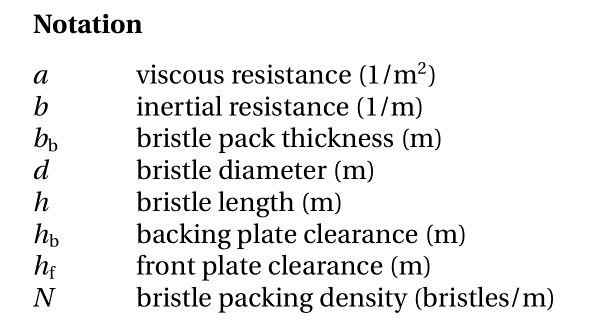 Notation
a viscous resistance (1/m²)
b inertial resistance (1/m)
b_b bristle pack thickness (m)
d bristle diameter (m)
h bristle length (m)
h_b backing plate clearance (m)
h_f front plate clearance (m)
N bristle packing density (bristles/m)